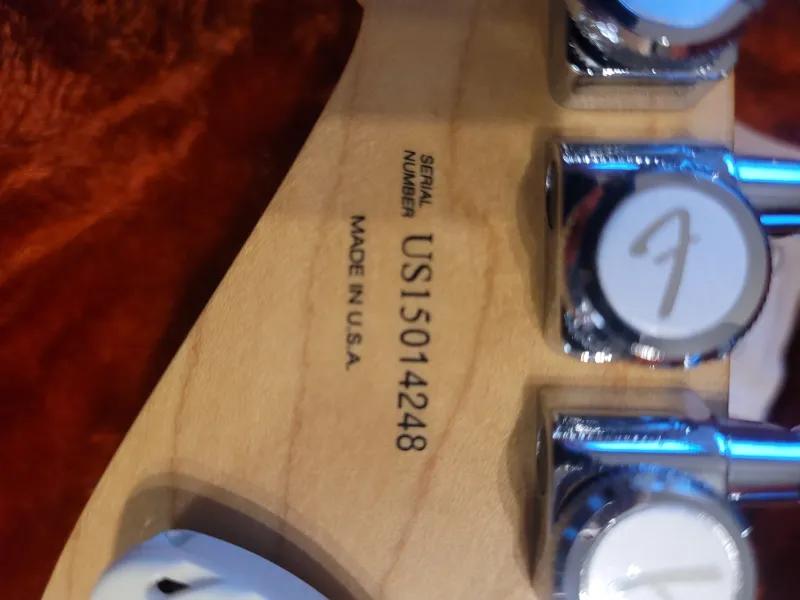 SERIAL
NUMBER US15014248
MADE IN U.S.A.
F